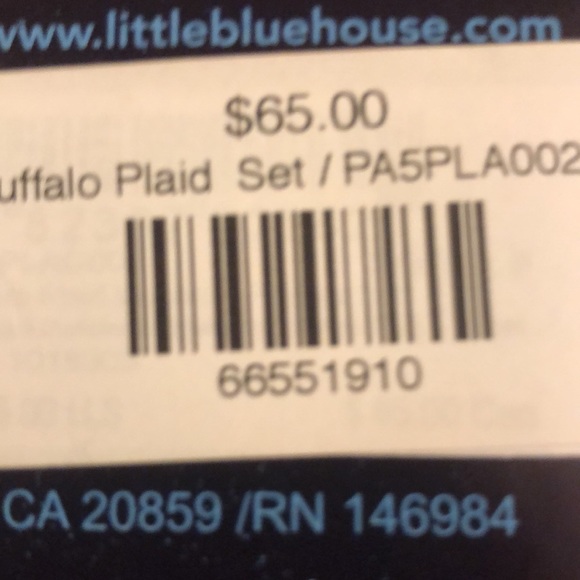 www.littlebluehouse.com
$65.00
uffalo Plaid Set / PA5PLA002
66551910
CA 20859 /RN 146984